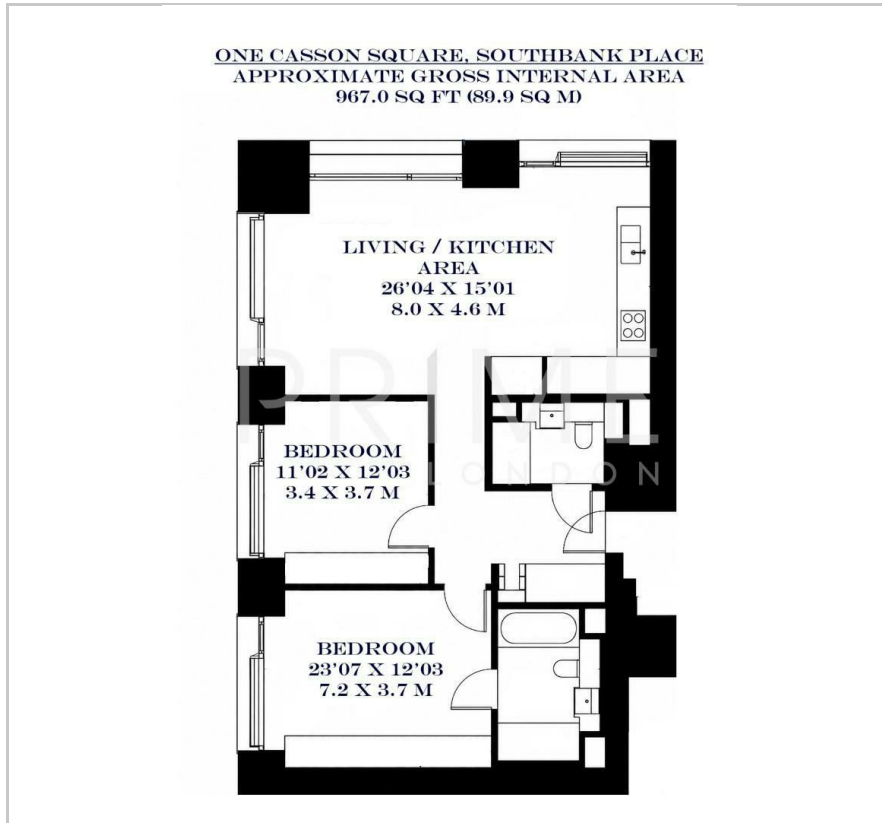 ONE CASSON SQUARE, SOUTHBANK PLACE
APPROXIMATE GROSS INTERNAL AREA
967.0 SQ FT (89.9 SQ M)
LIVING / KITCHEN
AREA
26'04 X 15'01
8.0 X 4.6 M
PRIME
LONDON
BEDROOM
11'02 X 12'03
3.4 X 3.7 M
BEDROOM
23'07 X 12'03
7.2 X 3.7 M